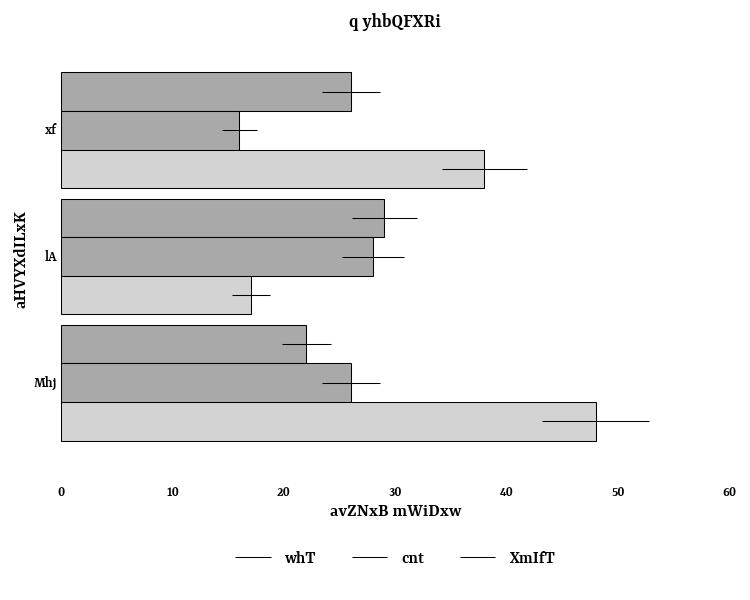 q yhbQFXRi
xf
lA
Mhj
aHVYXdILxK
0 10 20 30 40 50 60
avZNxB mWiDxw
whT cnt XmIfT